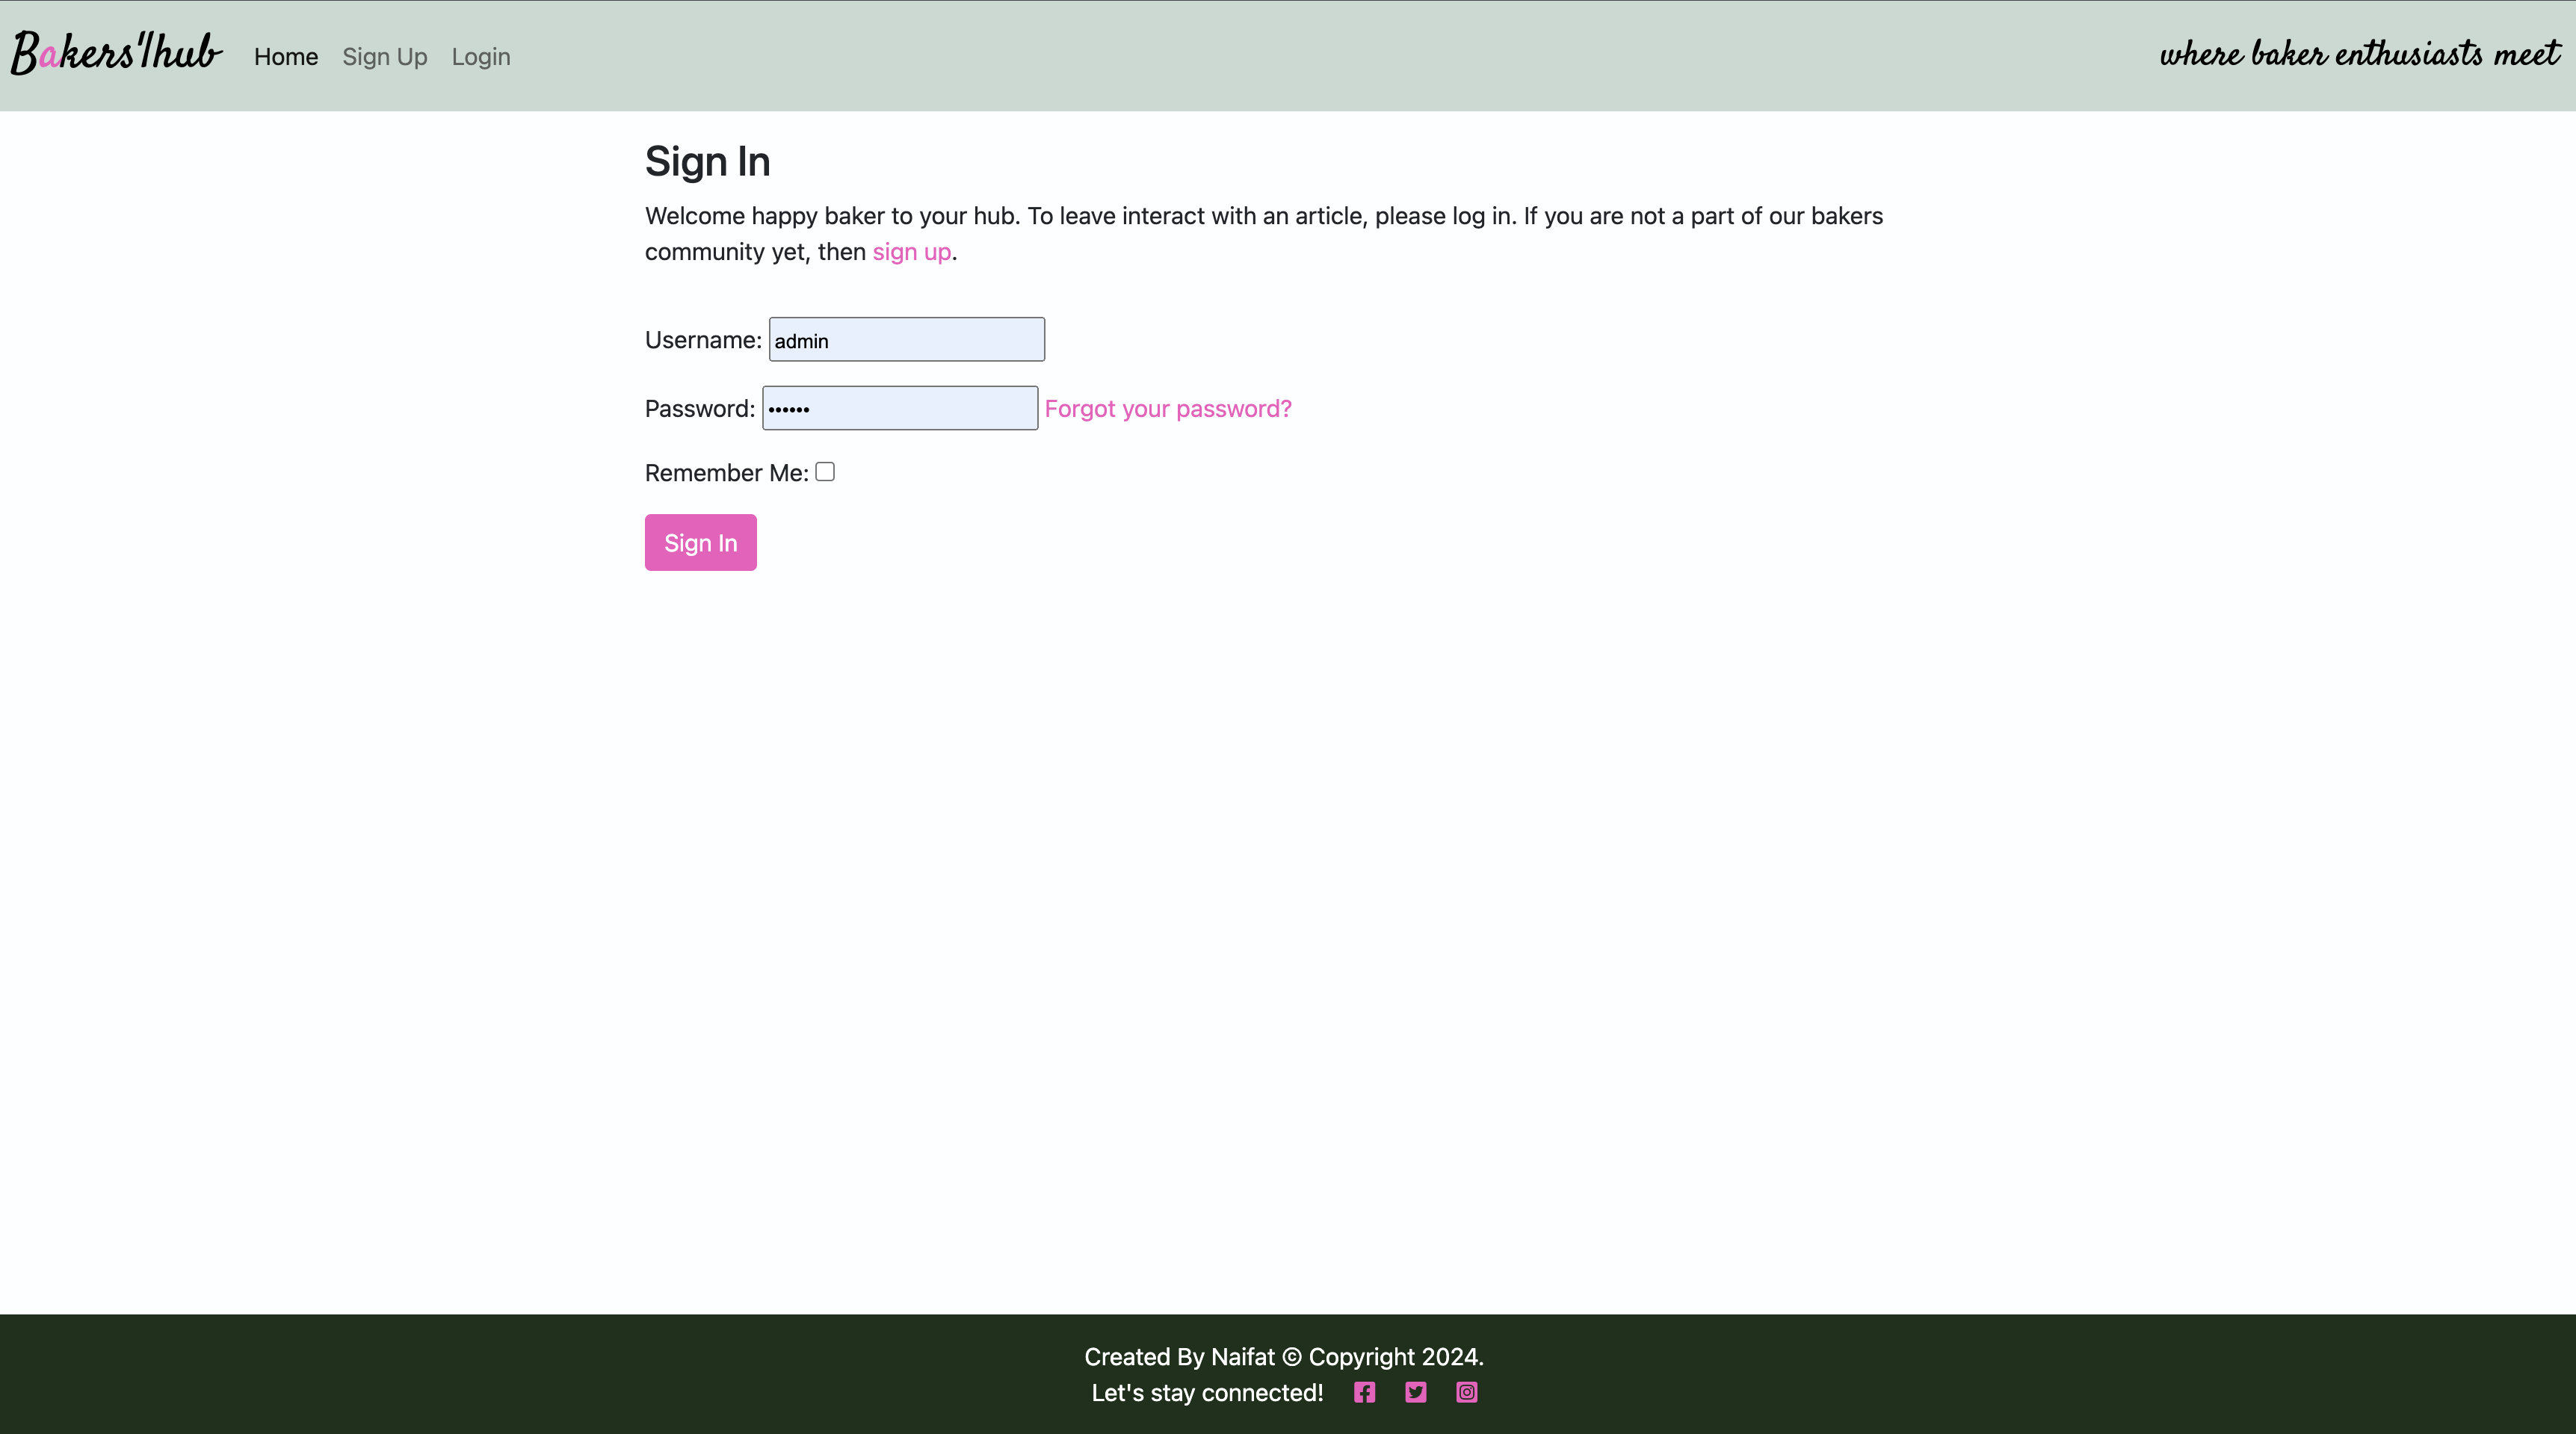 Bakers'|hub Home Sign Up Login where baker enthusiasts meet
Sign In
Welcome happy baker to your hub. To leave interact with an article, please log in. If you are not a part of our bakers
community yet, then sign up.
Username: admin
Password: •••••• Forgot your password?
Remember Me:
Sign In
Created By Naifat © Copyright 2024.
Let's stay connected!